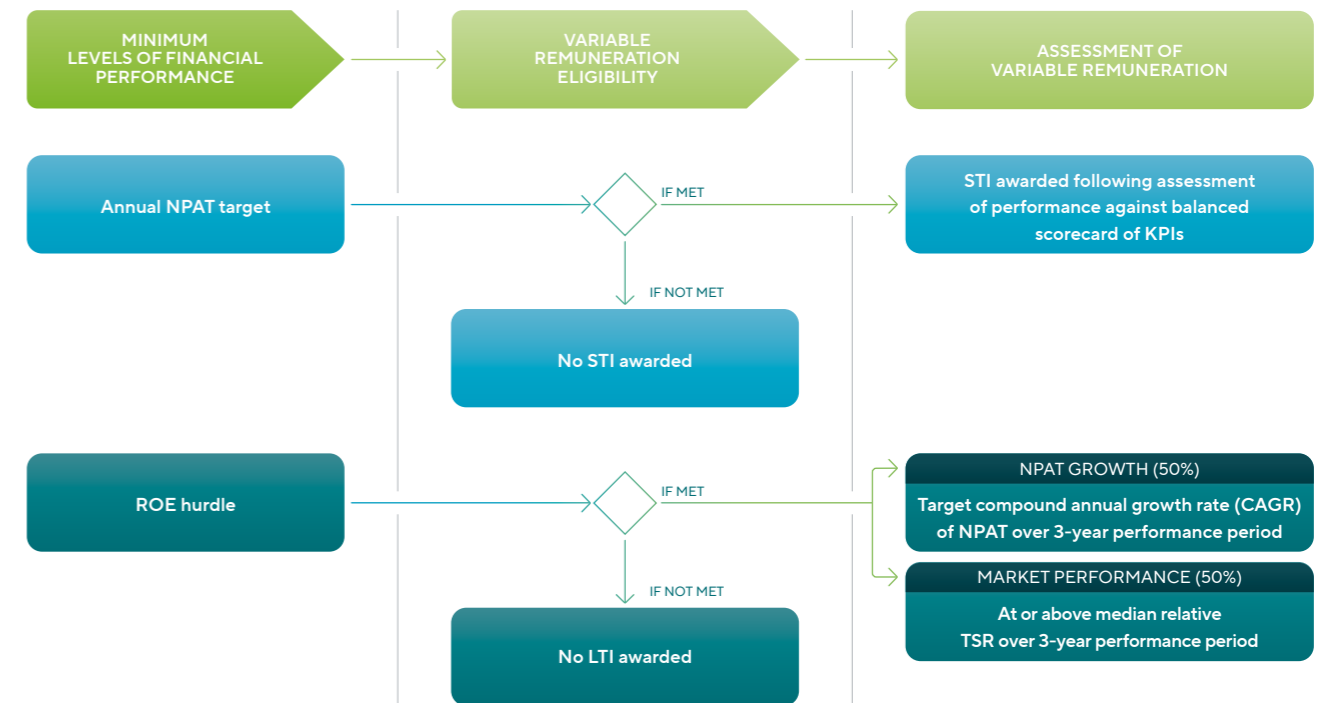 MINIMUM
LEVELS OF FINANCIAL
PERFORMANCE
VARIABLE
REMUNERATION
ELIGIBILITY
ASSESSMENT OF
VARIABLE REMUNERATION
Annual NPAT target
IF MET
STI awarded following assessment
of performance against balanced
scorecard of KPIs
IF NOT MET
No STI awarded
ROE hurdle
IF MET
NPAT GROWTH (50%)
Target compound annual growth rate (CAGR)
of NPAT over 3-year performance period
MARKET PERFORMANCE (50%)
At or above median relative
TSR over 3-year performance period
IF NOT MET
No LTI awarded